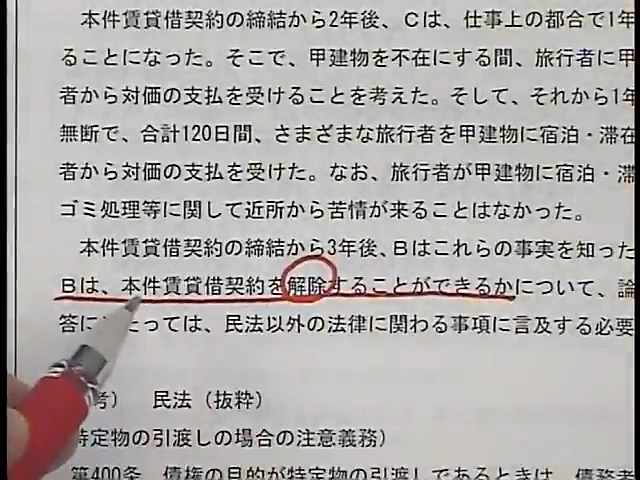 本件賃貸借契約の締結から2年後、Cは、仕事上の都合で1年
ることになった。そこで、甲建物を不在にする間、旅行者に甲
者から対価の支払を受けることを考えた。そして、それから1年
無断で、合計120日間、さまざまな旅行者を甲建物に宿泊・滞在
者から対価の支払を受けた。なお、旅行者が甲建物に宿泊・滞
ゴミ処理等に関して近所から苦情が来ることはなかった。
本件賃貸借契約の締結から3年後、Bはこれらの事実を知った
Bは、本件賃貸借契約を解除することができるかについて、論
答に たっては、民法以外の法律に関わる事項に言及する必要
考） 民法（抜粋）
特定物の引渡しの場合の注意義務）
第400条 債権の目的が特定物の引渡しであるときは、債務者